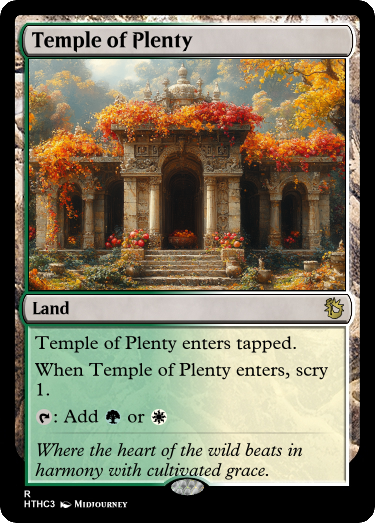 Temple of Plenty
Land
Temple of Plenty enters tapped.
When Temple of Plenty enters, scry
1.
: Add or
Where the heart of the wild beats in
harmony with cultivated grace.
R
HTHC3 Midjourney